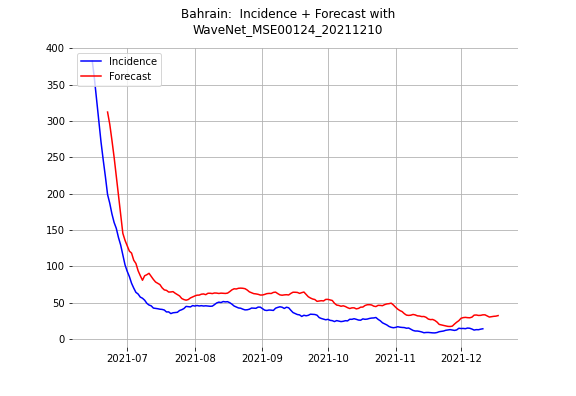 Bahrain:  Incidence + Forecast with
WaveNet_MSE00124_20211210
400
Incidence
Forecast
350
300
250
200
150
100
50
0
2021-07 2021-08 2021-09 2021-10 2021-11 2021-12